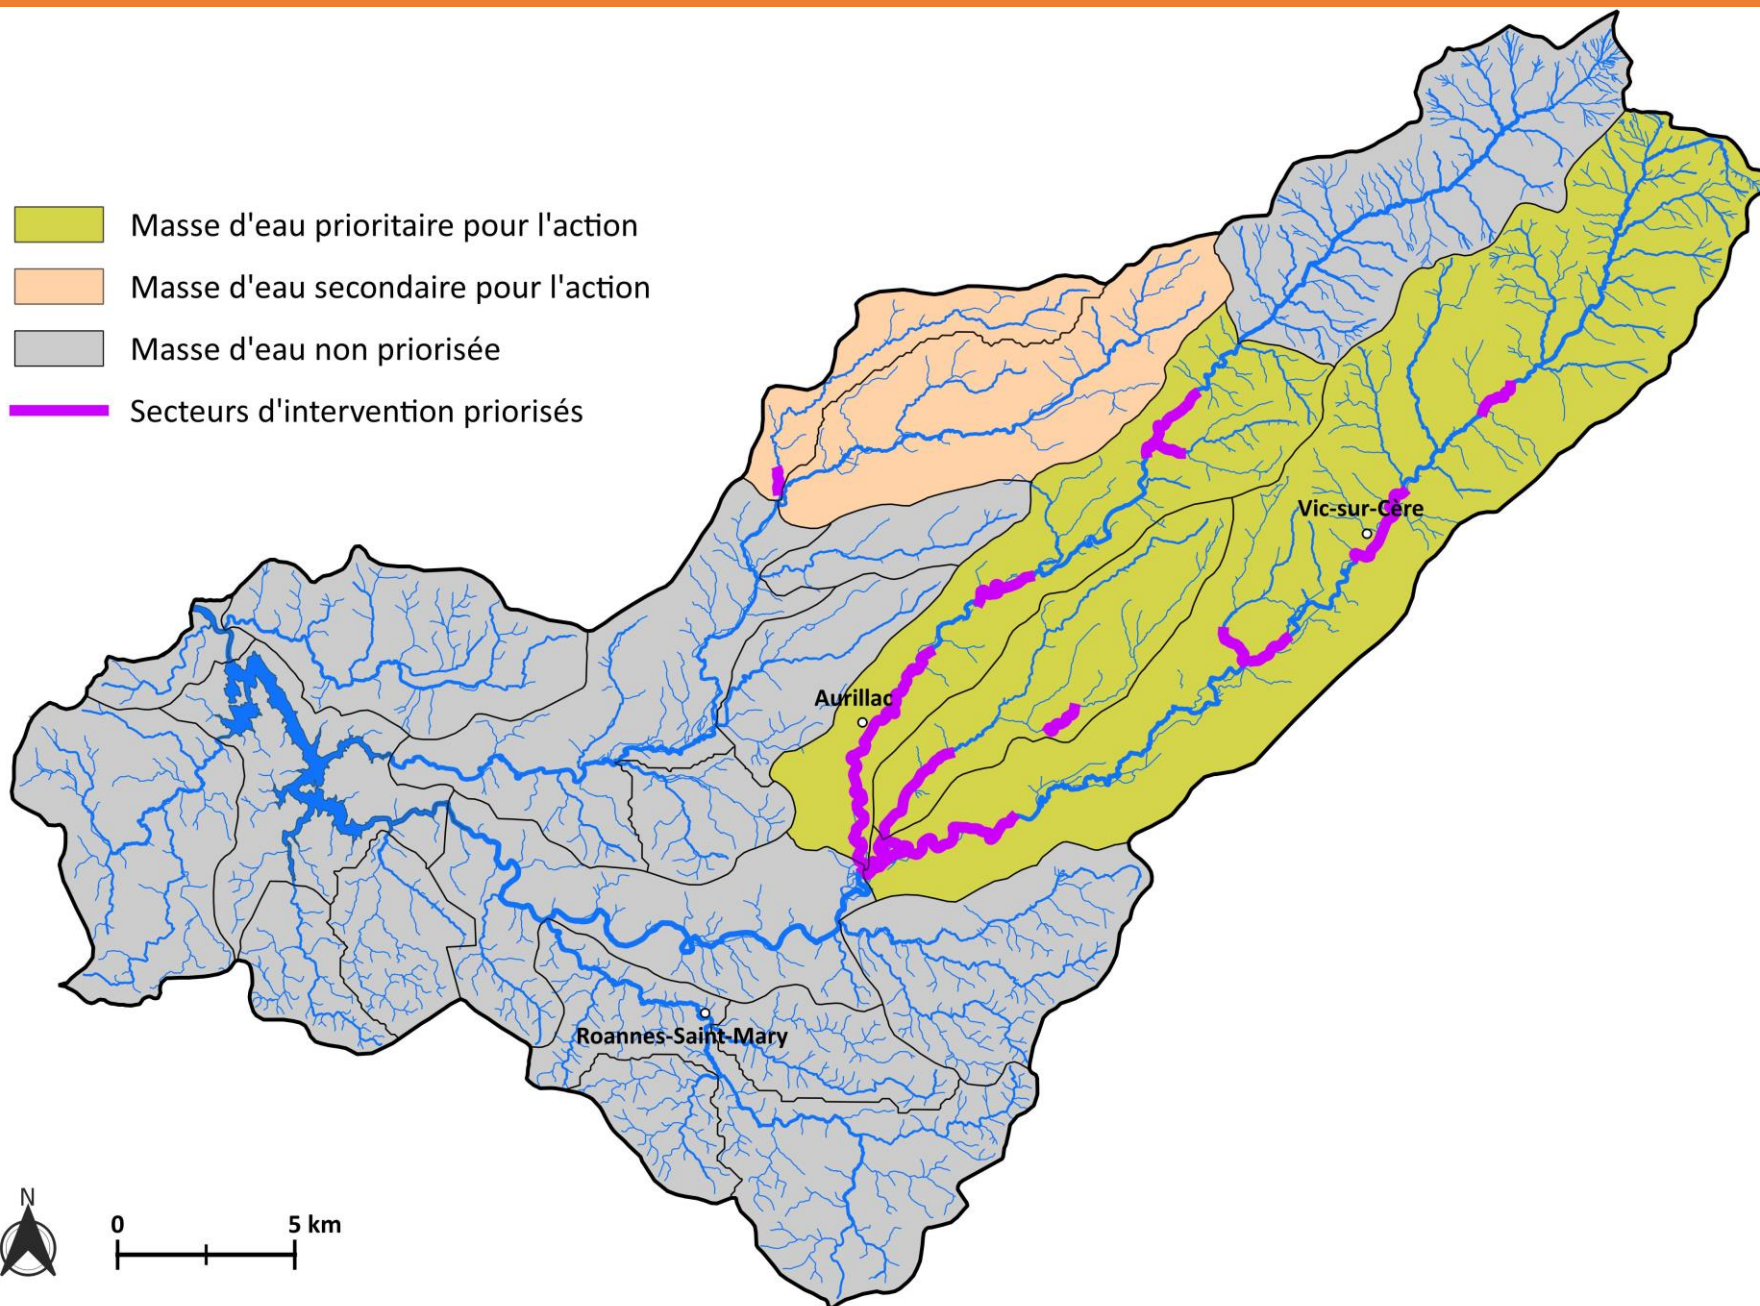 Masse d'eau prioritaire pour l'action
Masse d'eau secondaire pour l'action
Masse d'eau non priorisée
Secteurs d'intervention priorisés
Vic-sur-Cère
Aurillac
Roannes-Saint-Mary
N
0 5 km